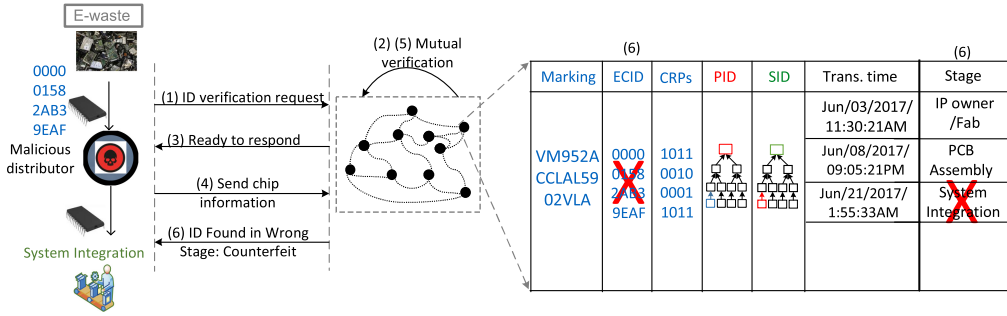 E-waste
0000
0158
2AB3
9EAF
Malicious
distributor
System Integration
(1) ID verification request
(3) Ready to respond
(4) Send chip
information
(6) ID Found in Wrong
Stage: Counterfeit
(2) (5) Mutual
verification
(6)
(6)
Marking ECID CRPs PID SID Trans. time Stage
Jun/03/2017/
11:30:21AM
IP owner
/Fab
Jun/08/2017/
09:05:21PM
PCB
Assembly
Jun/21/2017/
1:55:33AM
System
Integration
VM952A
CCLAL59
02VLA
0000
0158
2AB3
9EAF
1011
0010
0001
1011